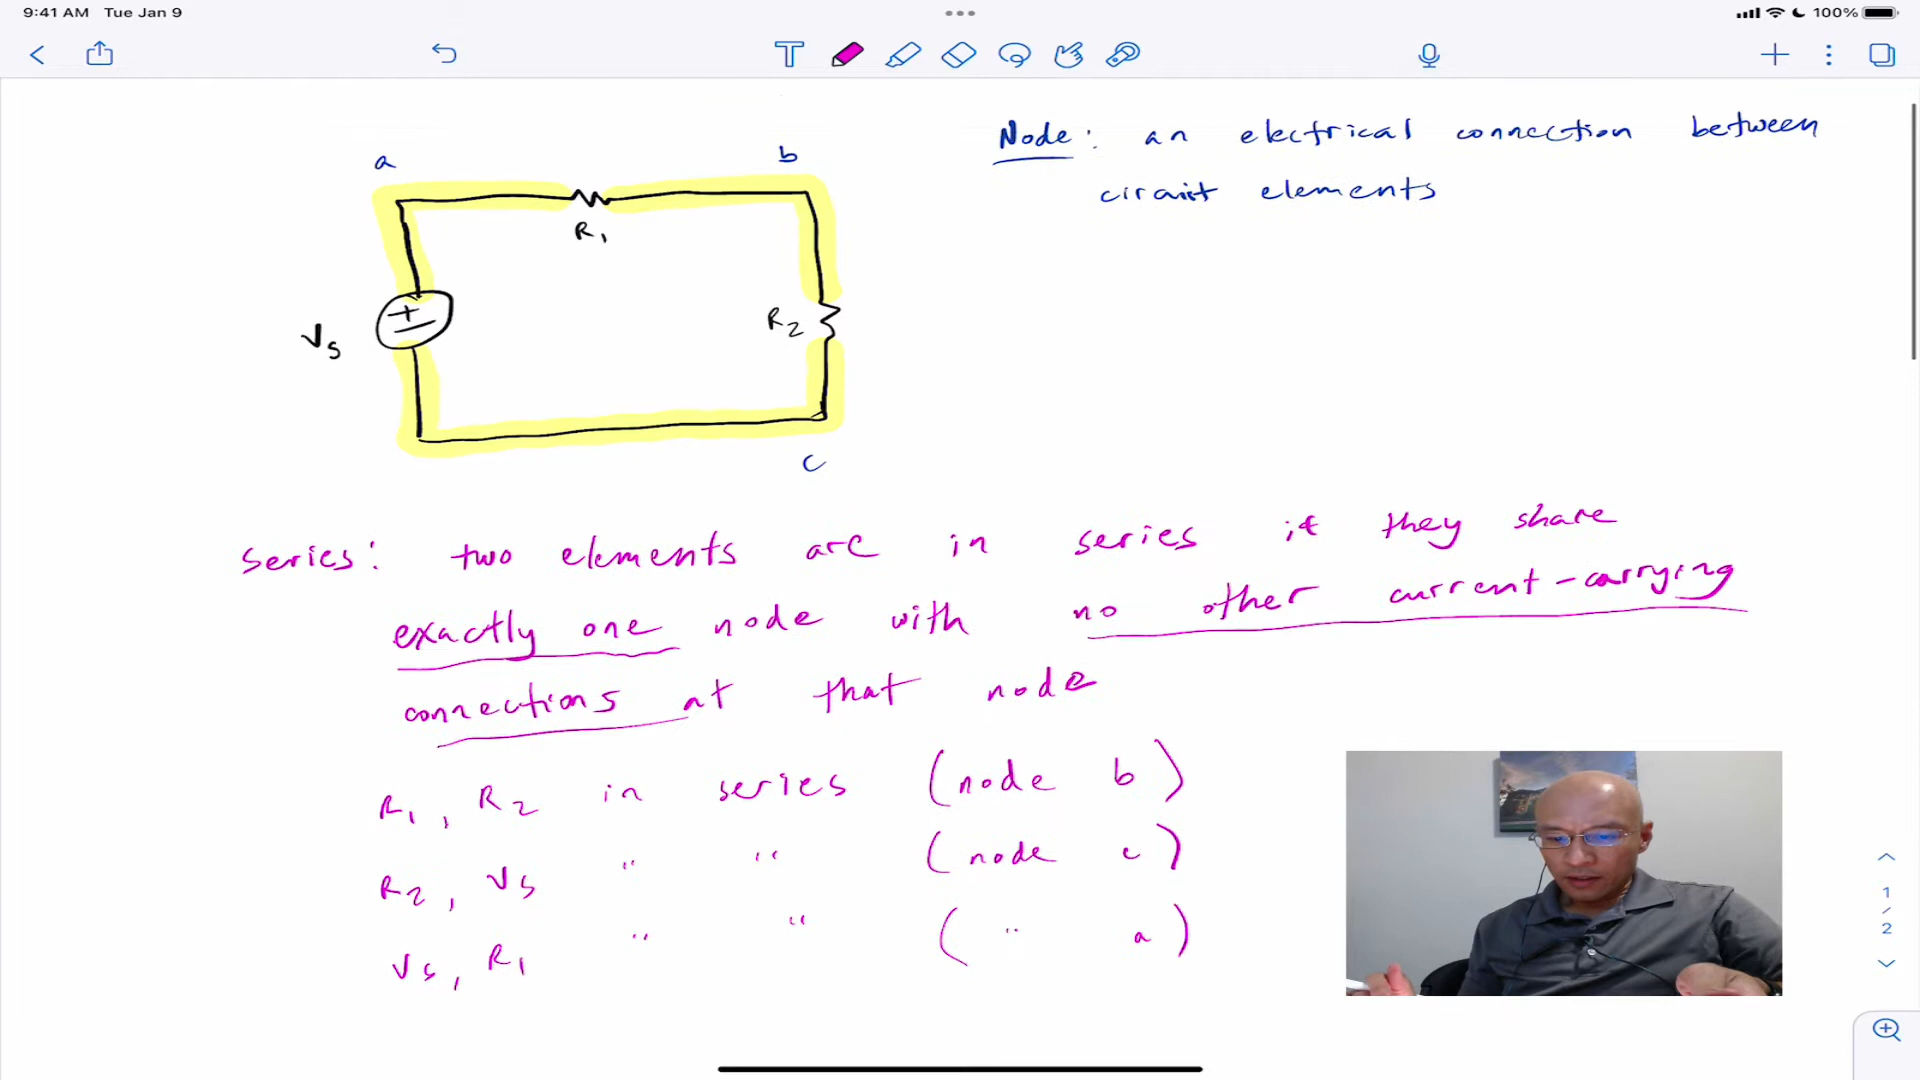 9:41 AM Tue Jan 9
100%
T
Node: an electrical connection between
circuit elements
a
b
R1
R2
Vs
+
c
series: two elements are in series if they share
exactly one node with no other current-carrying
connections at that node
R1, R2 in series (node b)
R2, Vs " " (node c)
Vs, R1 " " ( " a)
1
/
2